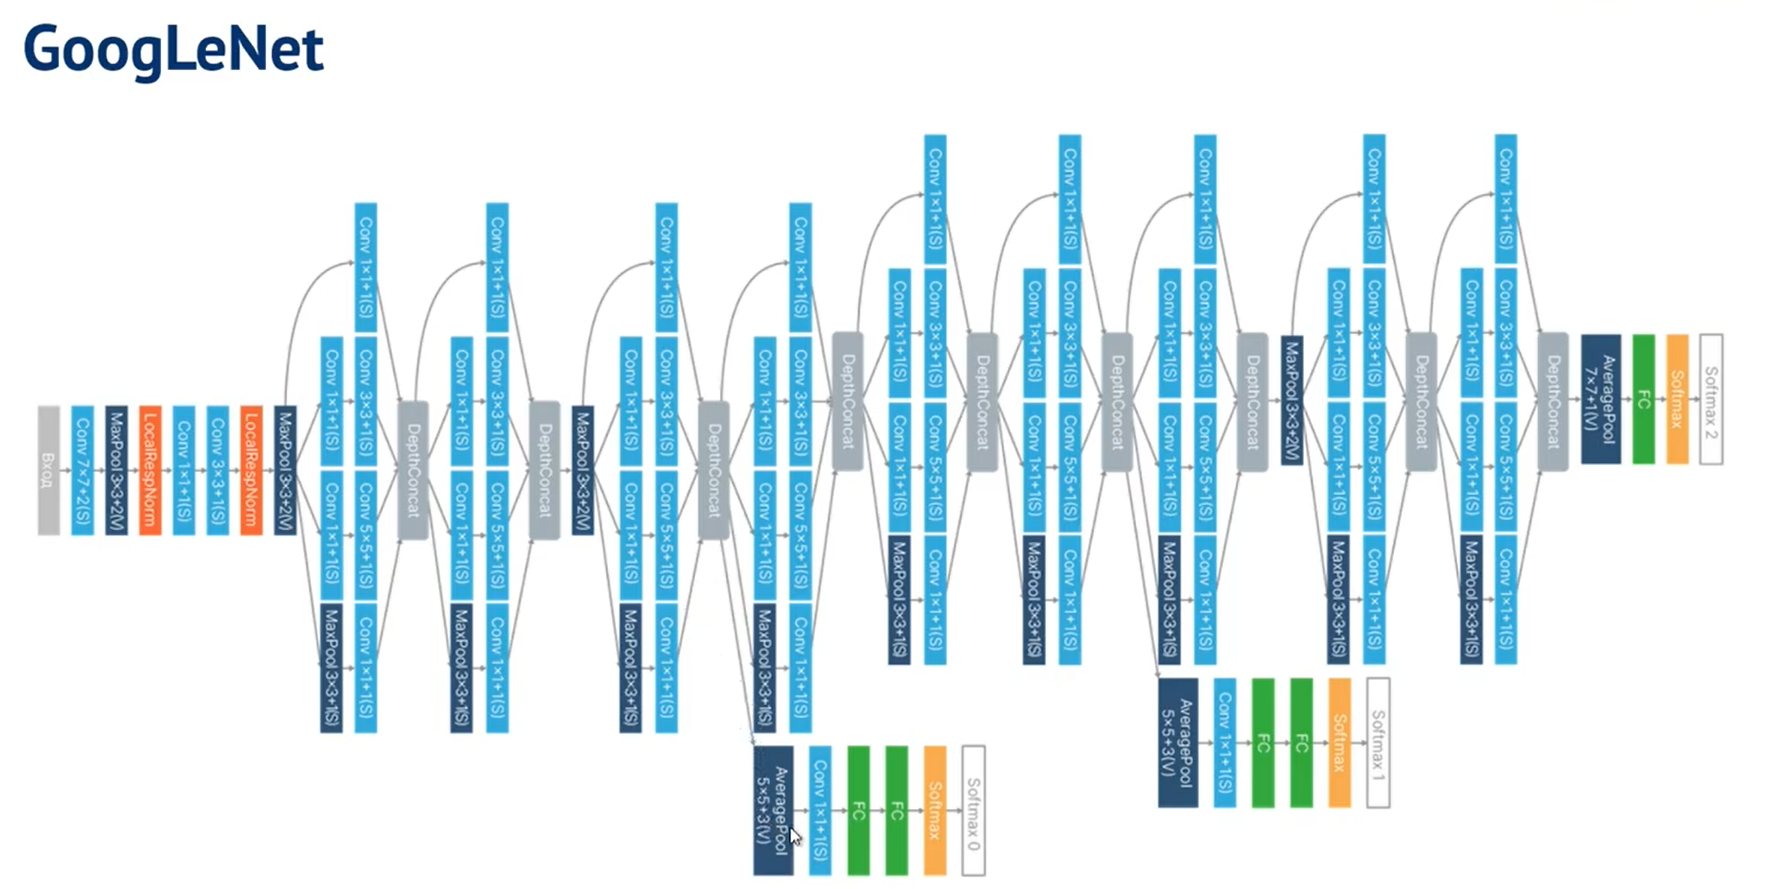 GoogLeNet
Вход
Conv 7×7+2(S)
MaxPool 3×3+2(V)
LocalRespNorm
Conv 1×1+1(S)
Conv 3×3+1(S)
LocalRespNorm
MaxPool 3×3+2(V)
Conv 1×1+1(S)
Conv 1×1+1(S)
Conv 3×3+1(S)
Conv 1×1+1(S)
Conv 5×5+1(S)
MaxPool 3×3+1(S)
Conv 1×1+1(S)
DepthConcat
Conv 1×1+1(S)
Conv 1×1+1(S)
Conv 3×3+1(S)
Conv 1×1+1(S)
Conv 5×5+1(S)
MaxPool 3×3+1(S)
Conv 1×1+1(S)
DepthConcat
MaxPool 3×3+2(V)
Conv 1×1+1(S)
Conv 1×1+1(S)
Conv 3×3+1(S)
Conv 1×1+1(S)
Conv 5×5+1(S)
MaxPool 3×3+1(S)
Conv 1×1+1(S)
DepthConcat
Conv 1×1+1(S)
Conv 1×1+1(S)
Conv 3×3+1(S)
Conv 1×1+1(S)
Conv 5×5+1(S)
MaxPool 3×3+1(S)
Conv 1×1+1(S)
AveragePool
5×5+3(V)
Conv 1×1+1(S)
FC
FC
Softmax
Softmax 0
DepthConcat
Conv 1×1+1(S)
Conv 1×1+1(S)
Conv 3×3+1(S)
Conv 1×1+1(S)
Conv 5×5+1(S)
MaxPool 3×3+1(S)
Conv 1×1+1(S)
DepthConcat
Conv 1×1+1(S)
Conv 1×1+1(S)
Conv 3×3+1(S)
Conv 1×1+1(S)
Conv 5×5+1(S)
MaxPool 3×3+1(S)
Conv 1×1+1(S)
DepthConcat
Conv 1×1+1(S)
Conv 1×1+1(S)
Conv 3×3+1(S)
Conv 1×1+1(S)
Conv 5×5+1(S)
MaxPool 3×3+1(S)
Conv 1×1+1(S)
AveragePool
5×5+3(V)
Conv 1×1+1(S)
FC
FC
Softmax
Softmax 1
DepthConcat
MaxPool 3×3+2(V)
Conv 1×1+1(S)
Conv 1×1+1(S)
Conv 3×3+1(S)
Conv 1×1+1(S)
Conv 5×5+1(S)
MaxPool 3×3+1(S)
Conv 1×1+1(S)
DepthConcat
Conv 1×1+1(S)
Conv 1×1+1(S)
Conv 3×3+1(S)
Conv 1×1+1(S)
Conv 5×5+1(S)
MaxPool 3×3+1(S)
Conv 1×1+1(S)
DepthConcat
AveragePool
7×7+1(V)
FC
Softmax
Softmax 2